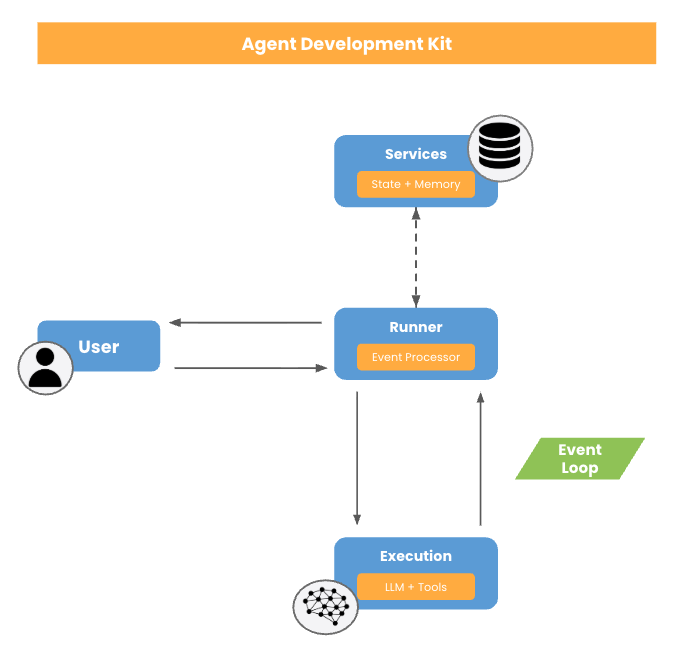 Agent Development Kit
Services
State + Memory
Runner
Event Processor
User
Event
Loop
Execution
LLM + Tools